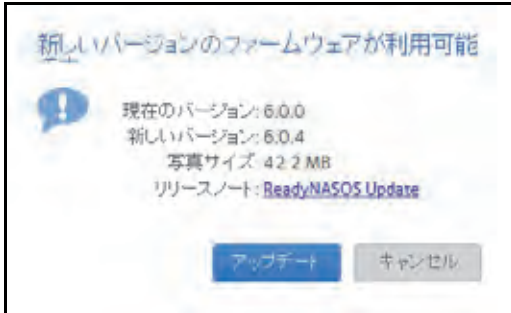 新しいバージョンのファームウェアが利用可能
現在のバージョン: 6.0.0
新しいバージョン: 6.0.4
写真サイズ: 42.2 MB
リリースノート: ReadyNASOS Update
アップデート
キャンセル